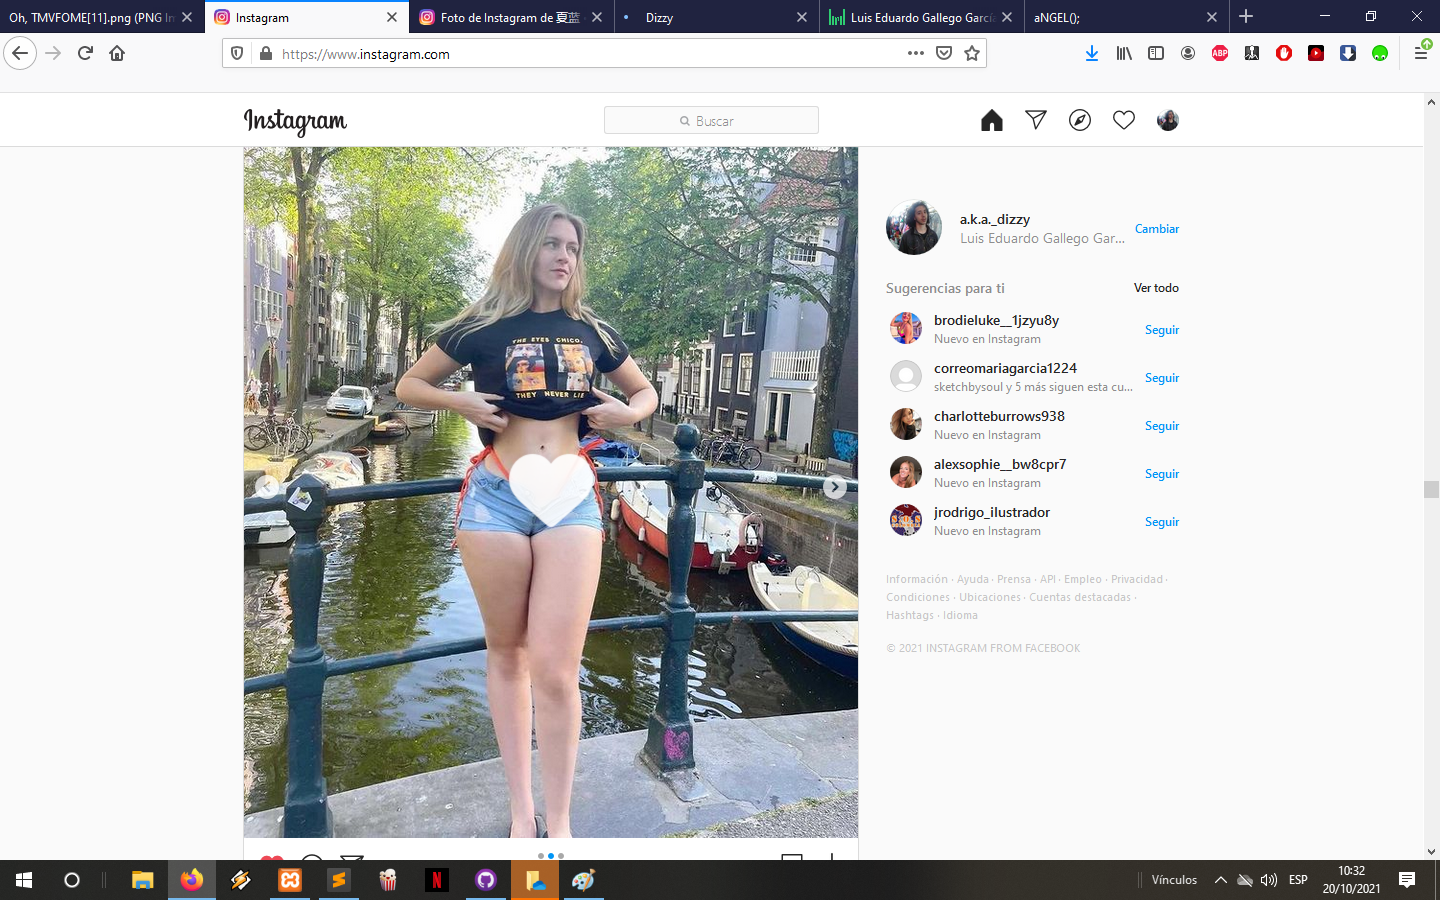 Oh, TMVFOME[11].png (PNG Im
Instagram
Foto de Instagram de 夏蓝
Dizzy
Luis Eduardo Gallego García
aNGEL();
https://www.instagram.com
ABP
Instagram
Buscar
THE EYES CHICO,
THEY NEVER LIE
a.k.a._dizzy
Luis Eduardo Gallego Gar...
Cambiar
Sugerencias para ti
Ver todo
brodieluke__1jzyu8y
Nuevo en Instagram
Seguir
correomariagarcia1224
sketchbysoul y 5 más siguen esta cu...
Seguir
charlotteburrows938
Nuevo en Instagram
Seguir
alexsophie__bw8cpr7
Nuevo en Instagram
Seguir
jrodrigo_ilustrador
Seguir
Nuevo en Instagram
Información · Ayuda · Prensa · API · Empleo · Privacidad ·
Condiciones · Ubicaciones · Cuentas destacadas ·
Hashtags · Idioma
© 2021 INSTAGRAM FROM FACEBOOK
Vínculos
ESP
10:32
20/10/2021